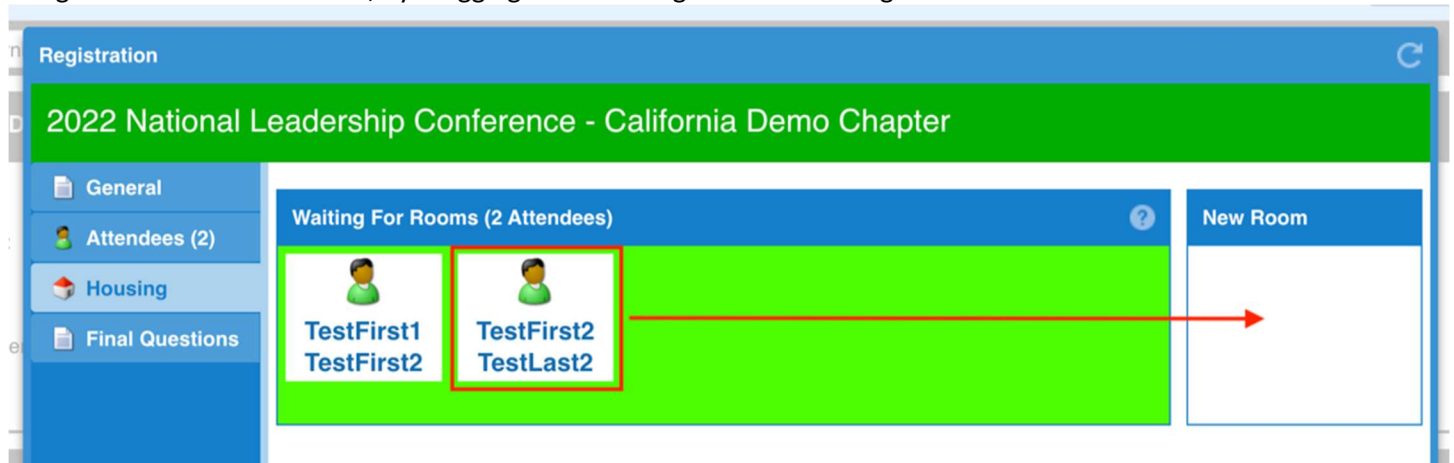 Registration
2022 National Leadership Conference - California Demo Chapter
General
Attendees (2)
Housing
Final Questions
Waiting For Rooms (2 Attendees)
?
New Room
TestFirst1
TestFirst2
TestFirst2
TestLast2